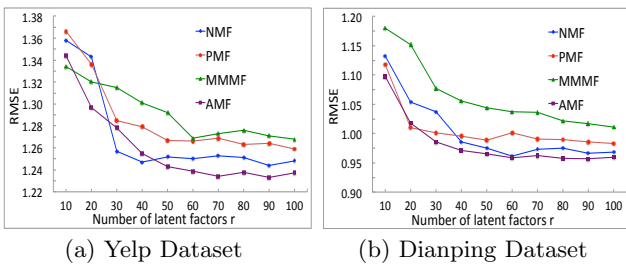 1.38
1.36
1.34
1.32
1.30
1.28
1.26
1.24
1.22
RMSE
NMF
PMF
MMMF
AMF
10 20 30 40 50 60 70 80 90 100
Number of latent factors r
(a) Yelp Dataset
1.20
1.15
1.10
1.05
1.00
0.95
0.90
RMSE
NMF
PMF
MMMF
AMF
10 20 30 40 50 60 70 80 90 100
Number of latent factors r
(b) Dianping Dataset